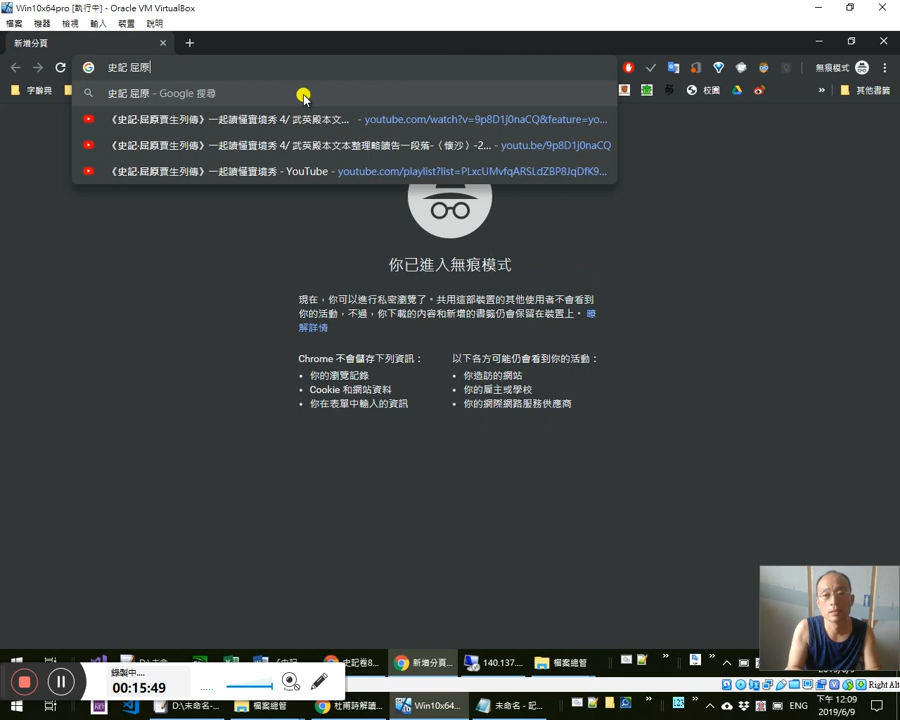 Win10x64pro [執行中] - Oracle VM VirtualBox
檔案 機器 檢視 輸入 裝置 說明
新增分頁
史記 屈原
無痕模式
史記 屈原 - Google 搜尋
字辭典
校園
其他書籤
《史記·屈原賈生列傳》一起讀懂實境秀 4/ 武英殿本文... - youtube.com/watch?v=9p8D1j0naCQ&feature=yo...
《史記·屈原賈生列傳》一起讀懂實境秀 4/ 武英殿本文本整理略讀告一段落-〈懷沙〉-2... - youtu.be/9p8D1j0naCQ
《史記·屈原賈生列傳》一起讀懂實境秀 - YouTube - youtube.com/playlist?list=PLxcUMvfqARSLdZBP8JqDfK9...
你已進入無痕模式
現在，你可以進行私密瀏覽了。共用這部裝置的其他使用者不會看到
你的活動，不過，你下載的內容和新增的書籤仍會保留在裝置上。 瞭
解詳情
Chrome 不會儲存下列資訊：
• 你的瀏覽記錄
• Cookie 和網站資料
• 你在表單中輸入的資訊
以下各方可能仍會看到你的活動：
• 你造訪的網站
• 你的雇主或學校
• 你的網際網路服務供應商
史記卷8...
新增分頁...
140.137....
檔案總管
錄製中....
00:15:49
Right Alt
D:\未命名-...
檔案總管
杜甫詩解讀...
Win10x64...
未命名 - 記...
ENG
下午 12:09
2019/6/9